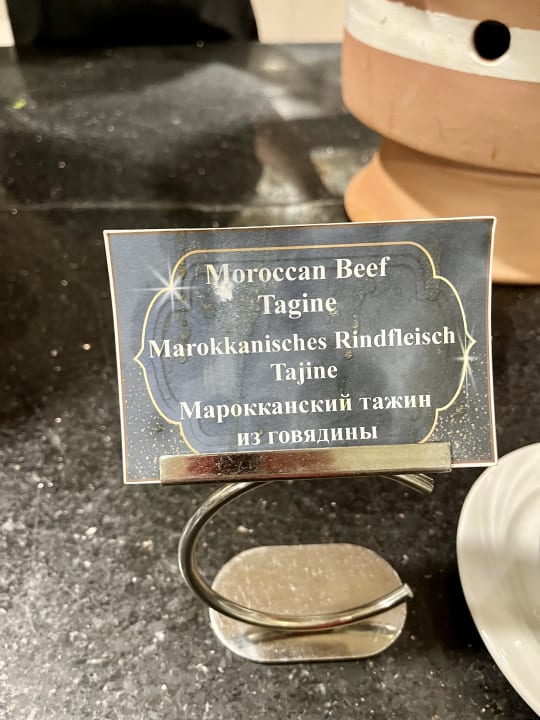 Moroccan Beef
Tagine
Marokkanisches Rindfleisch
Tajine
Марокканский тажин
из говядины